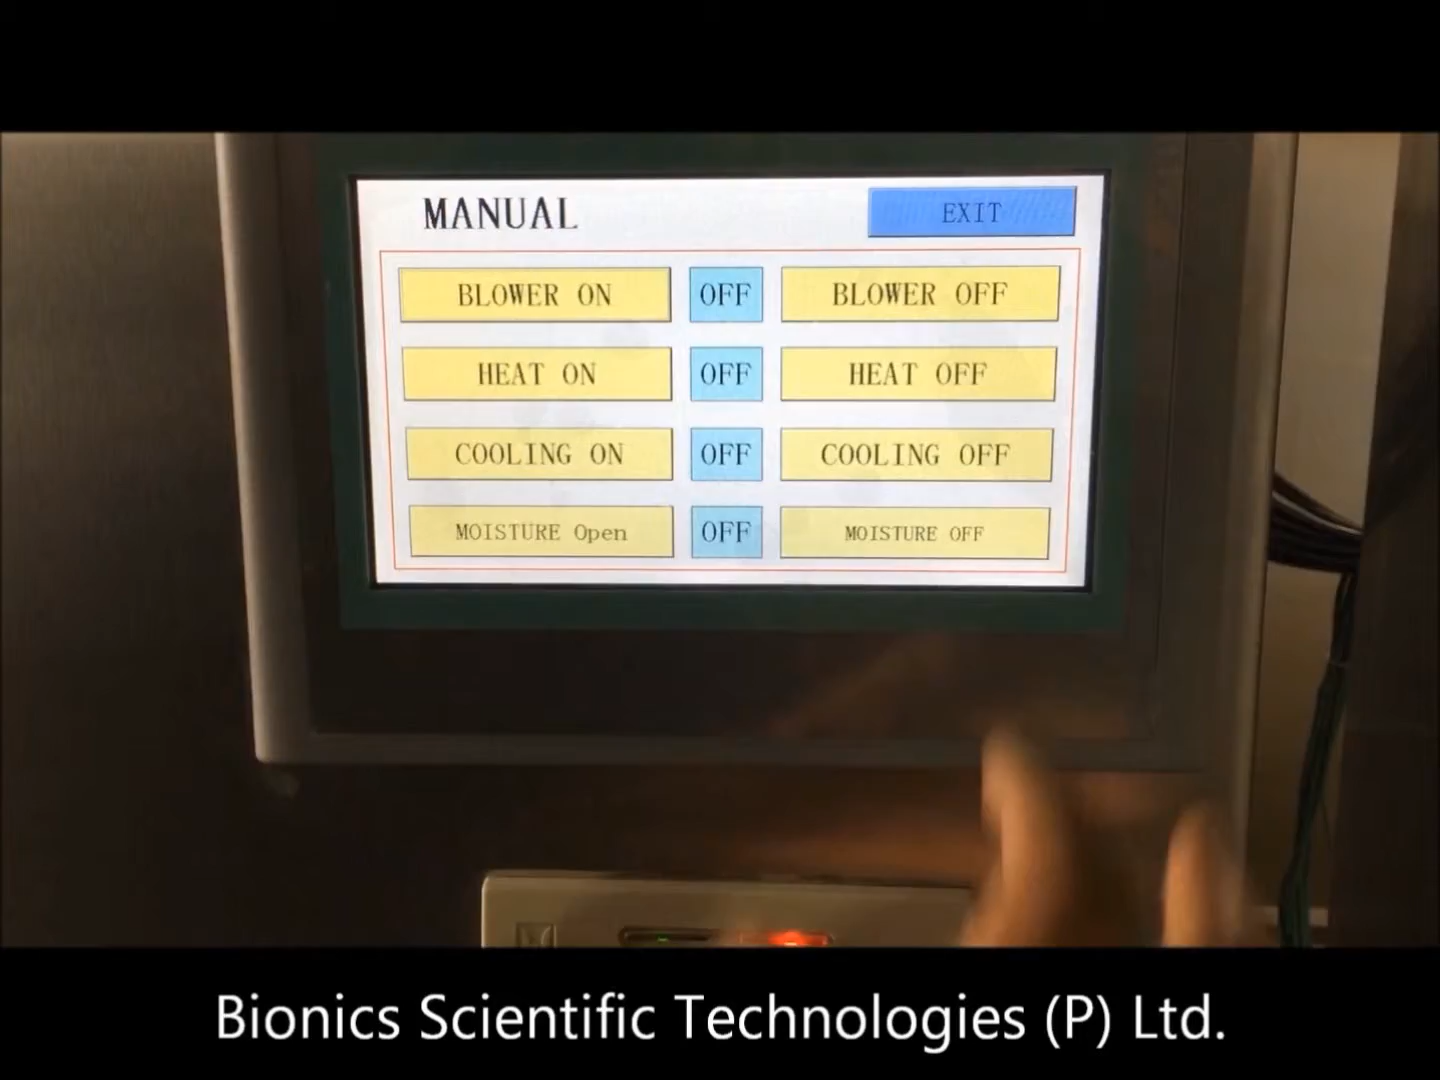 MANUAL EXIT
BLOWER ON OFF BLOWER OFF
HEAT ON OFF HEAT OFF
COOLING ON OFF COOLING OFF
MOISTURE Open OFF MOISTURE OFF
Bionics Scientific Technologies (P) Ltd.